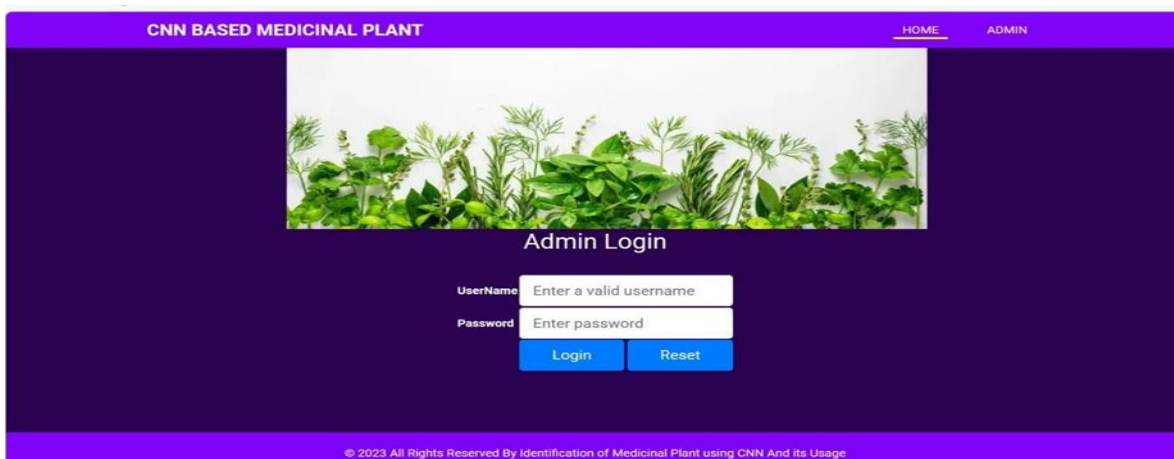 CNN BASED MEDICINAL PLANT
HOME ADMIN
Admin Login
UserName Enter a valid username
Password Enter password
Login Reset
© 2023 All Rights Reserved By Identification of Medicinal Plant using CNN And its Usage